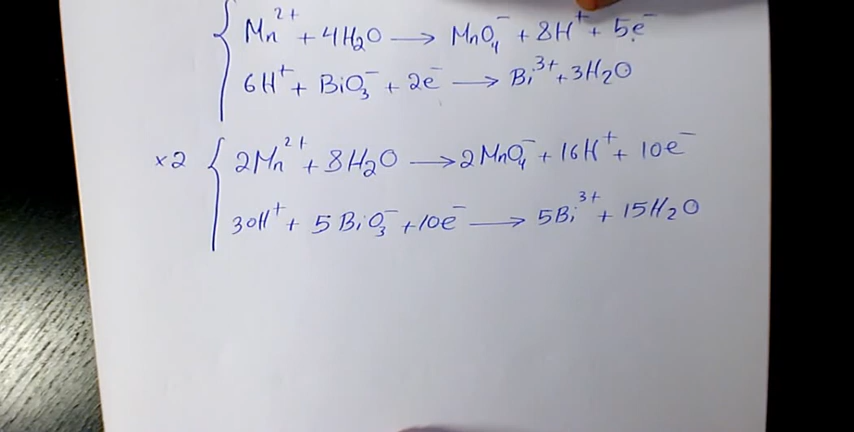 Mn²⁺ + 4H₂O ⟶ MnO₄⁻ + 8H⁺ + 5e⁻
6H⁺ + BiO₃⁻ + 2e⁻ ⟶ Bi³⁺ + 3H₂O
×2 2Mn²⁺ + 8H₂O ⟶ 2MnO₄⁻ + 16H⁺ + 10e⁻
30H⁺ + 5BiO₃⁻ + 10e⁻ ⟶ 5Bi³⁺ + 15H₂O